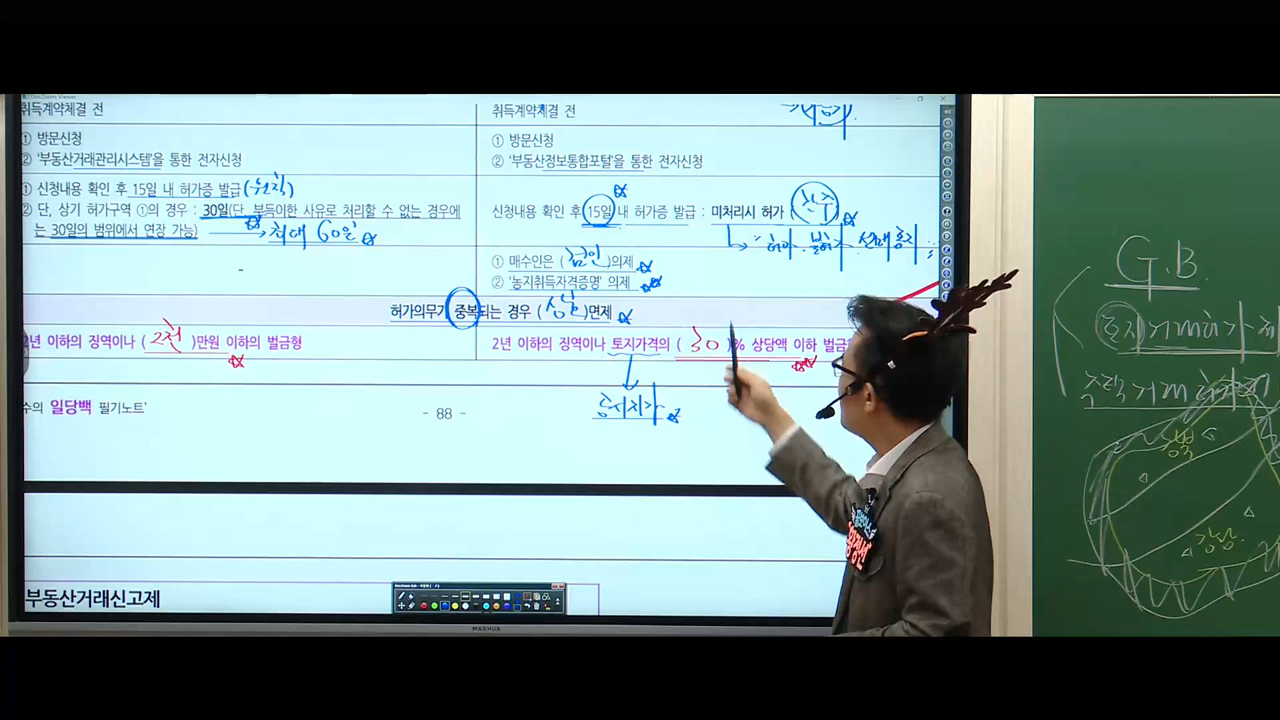 취득계약체결 전
취득계약체결 전
① 방문신청
② '부동산거래관리시스템'을 통한 전자신청
① 방문신청
② '부동산정보통합포털'을 통한 전자신청
① 신청내용 확인 후 15일 내 허가증 발급 (원칙)
② 단, 상기 허가구역 ①의 경우 : 30일(단, 부득이한 사유로 처리할 수 없는 경우에
는 30일의 범위에서 연장 가능) → 최대 60일
신청내용 확인 후 15일 내 허가증 발급 : 미처리시 허가 (간주)
허가, 불허가, 선매협의
① 매수인은 (검인)의제
② '농지취득자격증명' 의제
허가의무가 중복되는 경우 (상남)면제
2년 이하의 징역이나 (2천)만원 이하의 벌금형
2년 이하의 징역이나 토지가격의 (30)% 상당액 이하 벌금
공시지가
수의 일당백 필기노트'
- 88 -
부동산거래신고제
MAXHUB
G.B.